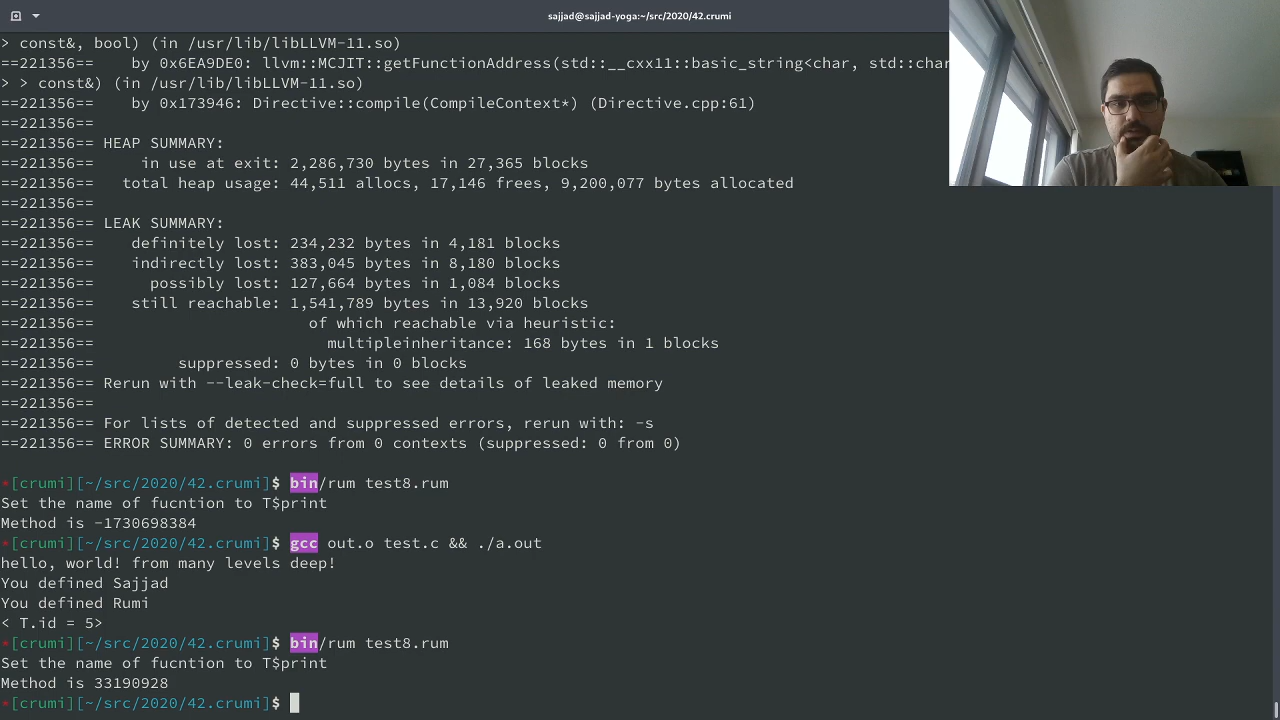 sajjad@sajjad-yoga:~/src/2020/42.crumi
> const&, bool) (in /usr/lib/libLLVM-11.so)
==221356==    by 0x6EA9DE0: llvm::MCJIT::getFunctionAddress(std::__cxx11::basic_string<char, std::char
> > const&) (in /usr/lib/libLLVM-11.so)
==221356==    by 0x173946: Directive::compile(CompileContext*) (Directive.cpp:61)
==221356==
==221356== HEAP SUMMARY:
==221356==     in use at exit: 2,286,730 bytes in 27,365 blocks
==221356==   total heap usage: 44,511 allocs, 17,146 frees, 9,200,077 bytes allocated
==221356==
==221356== LEAK SUMMARY:
==221356==    definitely lost: 234,232 bytes in 4,181 blocks
==221356==    indirectly lost: 383,045 bytes in 8,180 blocks
==221356==      possibly lost: 127,664 bytes in 1,084 blocks
==221356==    still reachable: 1,541,789 bytes in 13,920 blocks
==221356==                       of which reachable via heuristic:
==221356==                         multipleinheritance: 168 bytes in 1 blocks
==221356==         suppressed: 0 bytes in 0 blocks
==221356== Rerun with --leak-check=full to see details of leaked memory
==221356==
==221356== For lists of detected and suppressed errors, rerun with: -s
==221356== ERROR SUMMARY: 0 errors from 0 contexts (suppressed: 0 from 0)
*[crumi][~/src/2020/42.crumi]$ bin/rum test8.rum
Set the name of fucntion to T$print
Method is -1730698384
*[crumi][~/src/2020/42.crumi]$ gcc out.o test.c && ./a.out
hello, world! from many levels deep!
You defined Sajjad
You defined Rumi
< T.id = 5>
*[crumi][~/src/2020/42.crumi]$ bin/rum test8.rum
Set the name of fucntion to T$print
Method is 33190928
*[crumi][~/src/2020/42.crumi]$